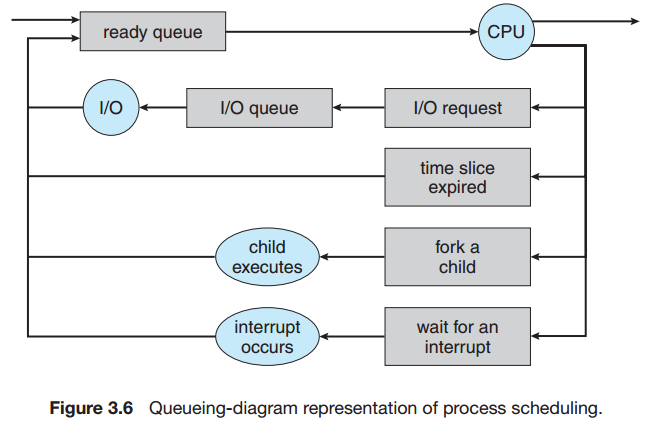 ready queue
CPU
I/O
I/O queue
I/O request
time slice
expired
child
executes
fork a
child
interrupt
occurs
wait for an
interrupt
Figure 3.6 Queueing-diagram representation of process scheduling.